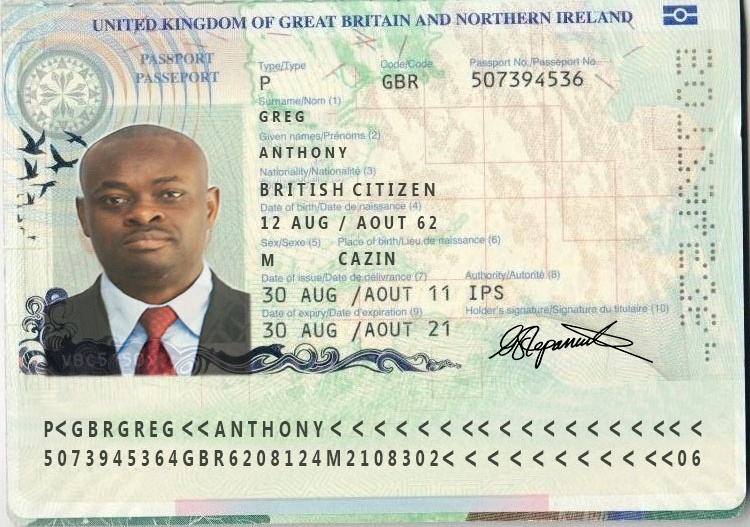 UNITED KINGDOM OF GREAT BRITAIN AND NORTHERN IRELAND
PASSPORT
PASSEPORT
Type/Type Code/Code Passport No./Passeport No.
P GBR 507394536
Surname/Nom (1)
GREG
Given names/Prénoms (2)
ANTHONY
Nationality/Nationalité (3)
BRITISH CITIZEN
Date of birth/Date de naissance (4)
12 AUG / AOUT 62
Sex/Sexe (5) Place of birth/Lieu de naissance (6)
M CAZIN
Date of issue/Date de délivrance (7) Authority/Autorité (8)
30 AUG /AOUT 11 IPS
Date of expiry/Date d'expiration (9) Holder's signature/Signature du titulaire (10)
30 AUG /AOUT 21
P<GBRGREG<<ANTHONY<<<<<<<<<<<<<<<<<<<
5073945364GBR6208124M2108302<<<<<<<<<<<<06